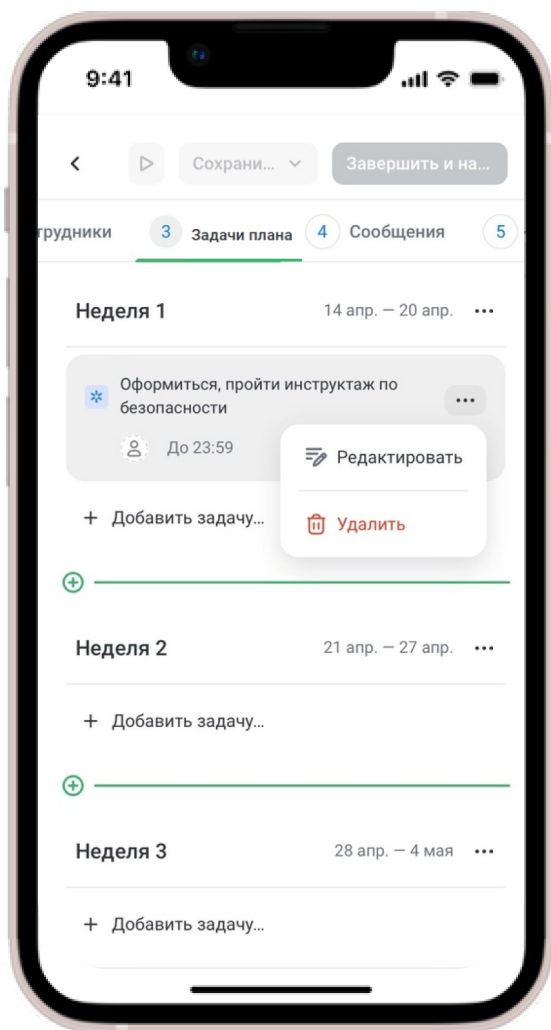 9:41
Сохрани...
Завершить и на...
трудники
3 Задачи плана
4 Сообщения
5
Неделя 1
14 апр. — 20 апр.
Оформиться, пройти инструктаж по
безопасности
До 23:59
Редактировать
Удалить
+ Добавить задачу...
Неделя 2
21 апр. — 27 апр.
+ Добавить задачу...
Неделя 3
28 апр. — 4 мая
+ Добавить задачу...